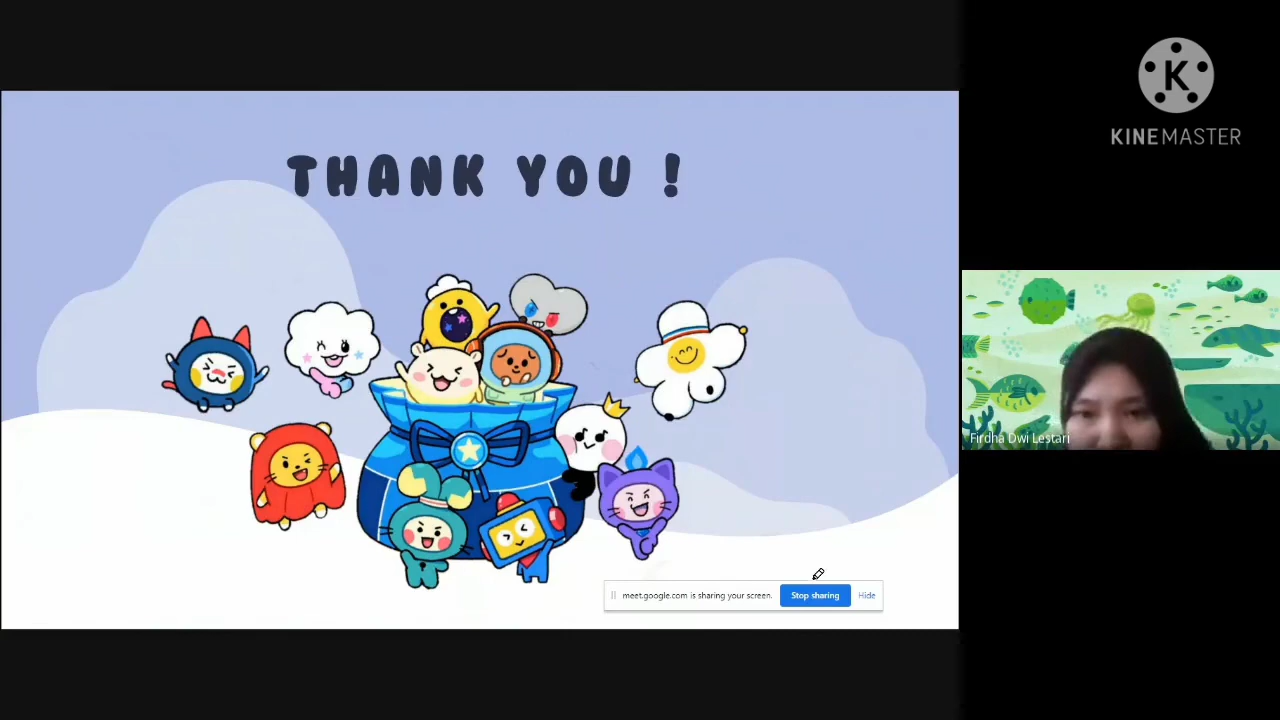 THANK YOU !
KINEMASTER
Firdha Dwi Lestari
meet.google.com is sharing your screen.
Stop sharing
Hide